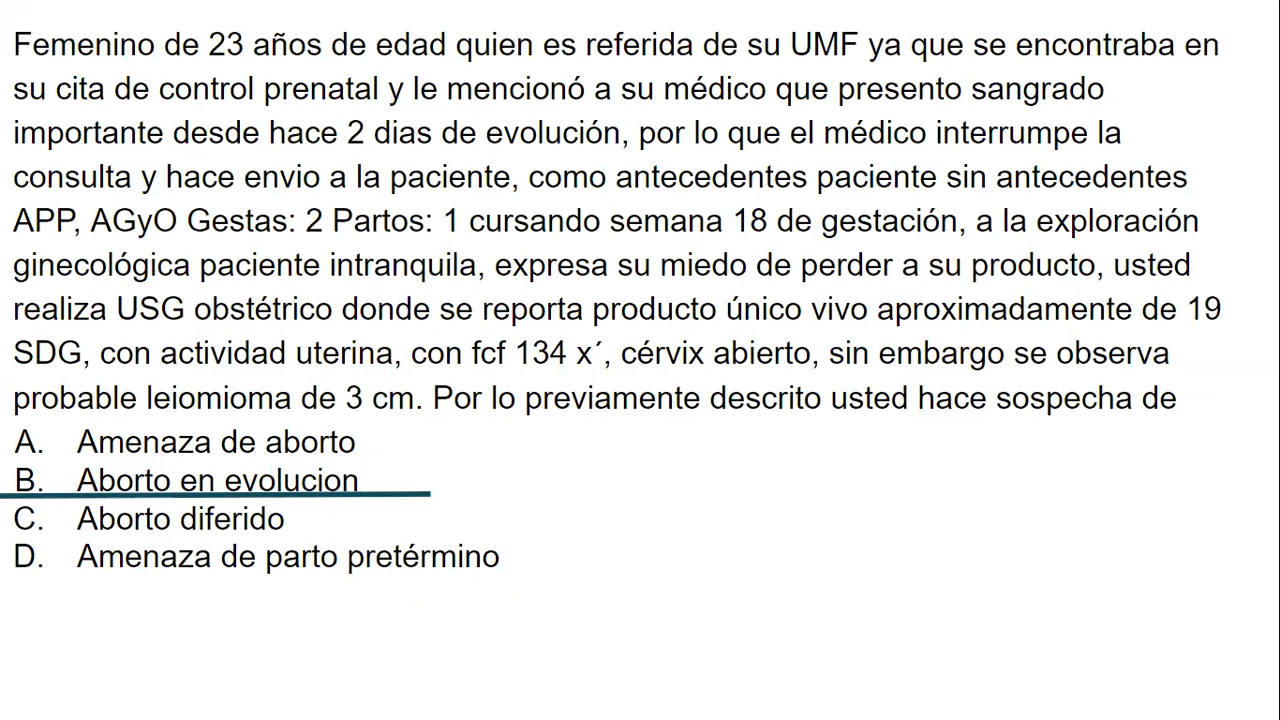 Femenino de 23 años de edad quien es referida de su UMF ya que se encontraba en
su cita de control prenatal y le mencionó a su médico que presento sangrado
importante desde hace 2 dias de evolución, por lo que el médico interrumpe la
consulta y hace envio a la paciente, como antecedentes paciente sin antecedentes
APP, AGyO Gestas: 2 Partos: 1 cursando semana 18 de gestación, a la exploración
ginecológica paciente intranquila, expresa su miedo de perder a su producto, usted
realiza USG obstétrico donde se reporta producto único vivo aproximadamente de 19
SDG, con actividad uterina, con fcf 134 x´, cérvix abierto, sin embargo se observa
probable leiomioma de 3 cm. Por lo previamente descrito usted hace sospecha de
A. Amenaza de aborto
B. Aborto en evolucion
C. Aborto diferido
D. Amenaza de parto pretérmino